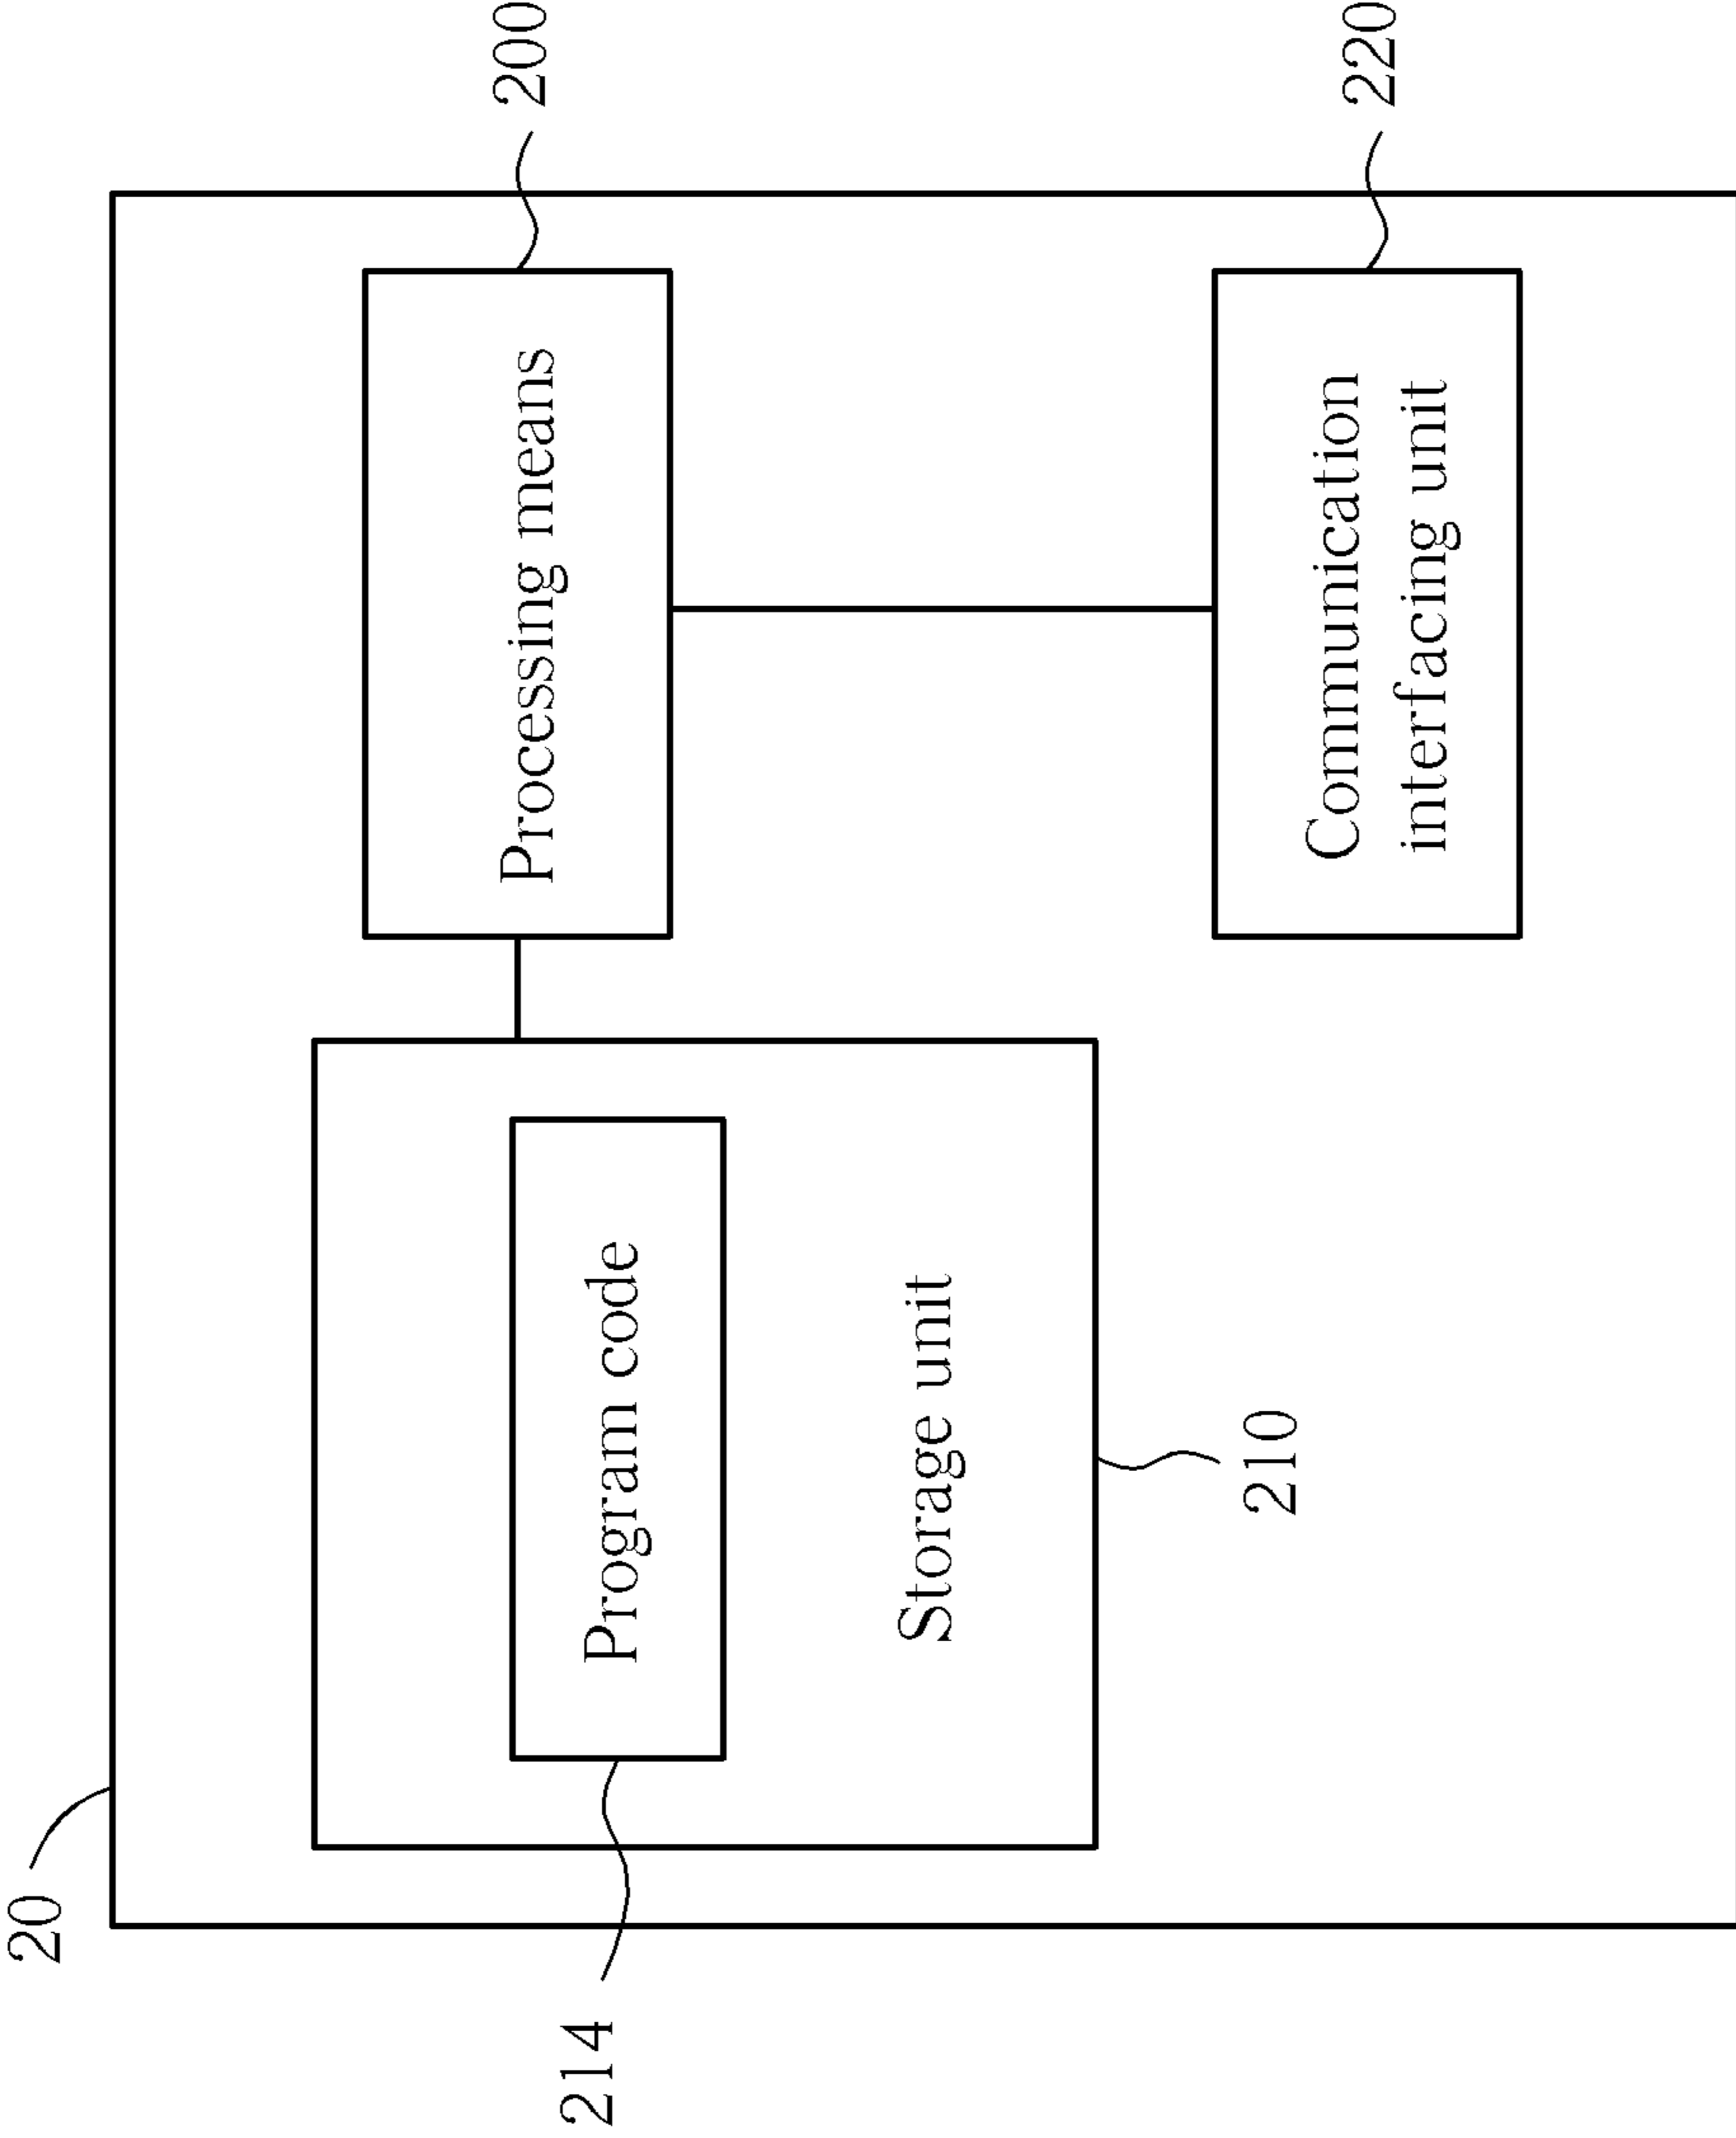 20
214
Program code
Storage unit
210
Processing means
200
Communication
interfacing unit
220